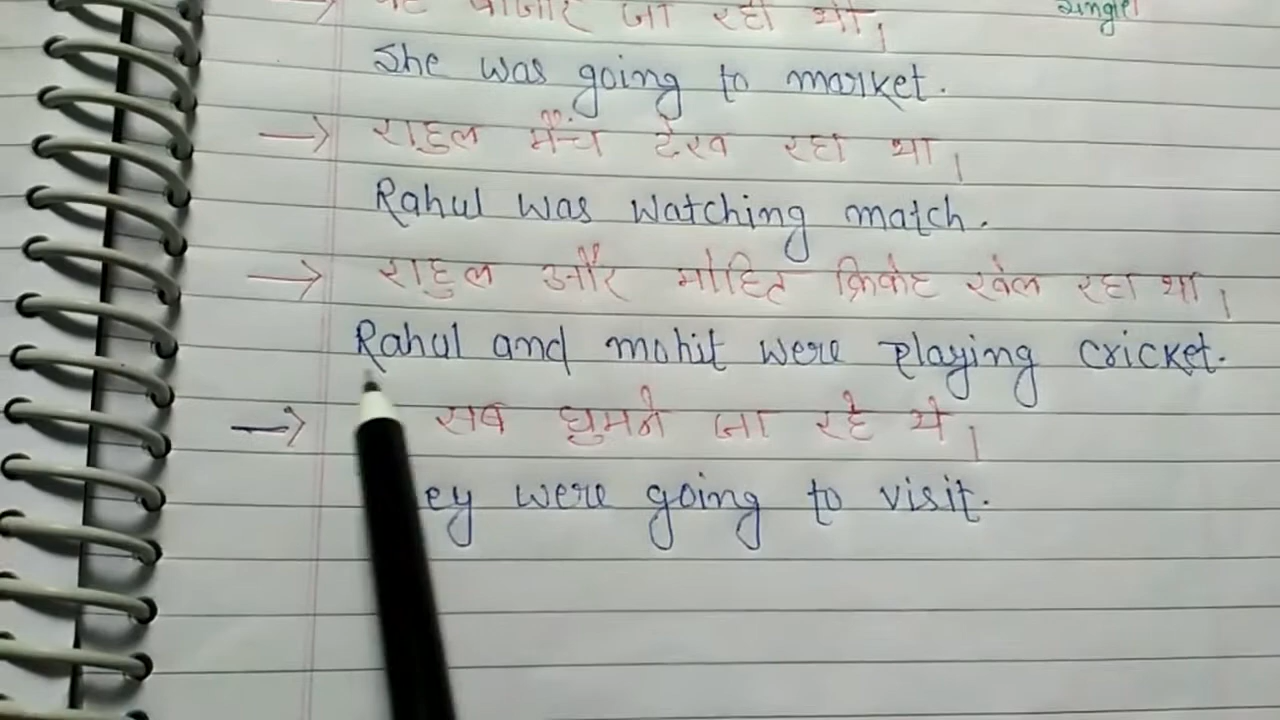 बाजार जा रही थी।
She was going to market.
→ राहुल मैच देख रहा था।
Rahul was watching match.
→ राहुल और मोहित क्रिकेट खेल रहा था।
Rahul and mohit were playing cricket.
→ सब घुमने जा रहे थे।
ey were going to visit.